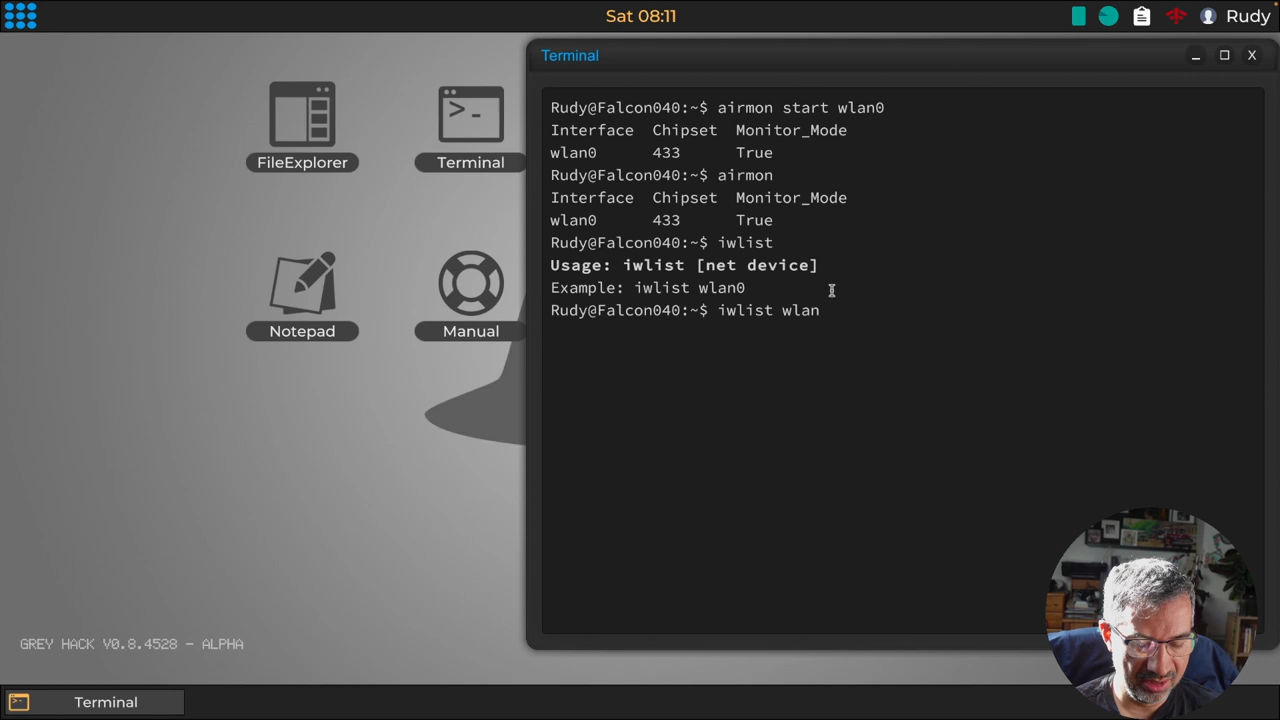 Sat 08:11
Rudy
FileExplorer
Terminal
Notepad
Manual
Terminal
Rudy@Falcon040:~$ airmon start wlan0
Interface Chipset Monitor_Mode
wlan0 433 True
Rudy@Falcon040:~$ airmon
Interface Chipset Monitor_Mode
wlan0 433 True
Rudy@Falcon040:~$ iwlist
Usage: iwlist [net device]
Example: iwlist wlan0
Rudy@Falcon040:~$ iwlist wlan
GREY HACK V0.8.4528 - ALPHA
Terminal